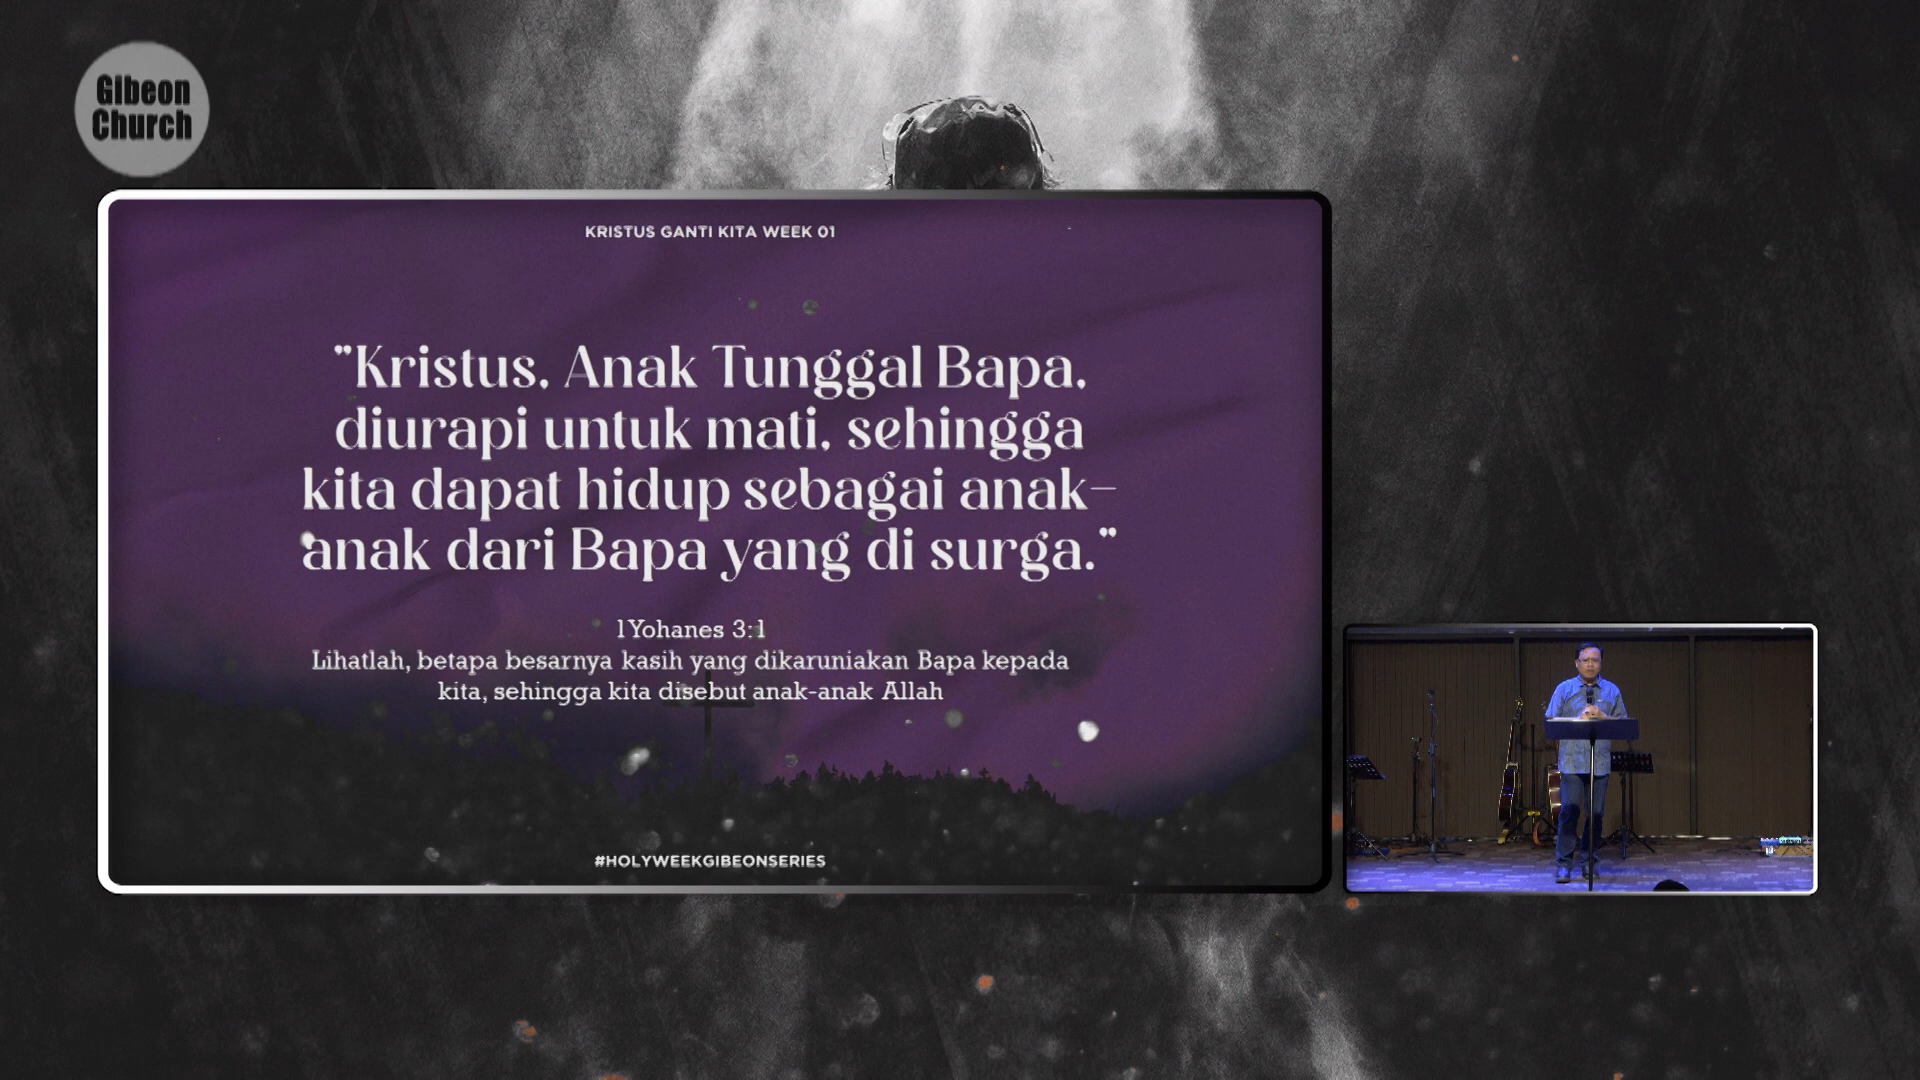 Gibeon
Church
KRISTUS GANTI KITA WEEK 01
"Kristus, Anak Tunggal Bapa,
diurapi untuk mati, sehingga
kita dapat hidup sebagai anak-
anak dari Bapa yang di surga."
1 Yohanes 3:1
Lihatlah, betapa besarnya kasih yang dikaruniakan Bapa kepada
kita, sehingga kita disebut anak-anak Allah
#HOLYWEEKGIBEONSERIES